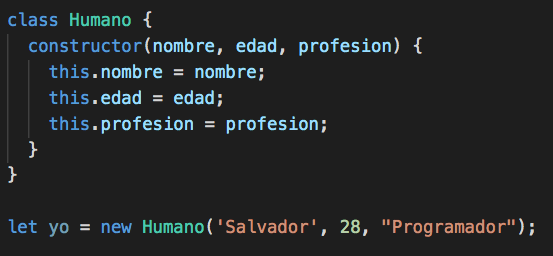 class Humano {
constructor(nombre, edad, profesion) {
this.nombre = nombre;
this.edad = edad;
this.profesion = profesion;
}
}
let yo = new Humano('Salvador', 28, "Programador");